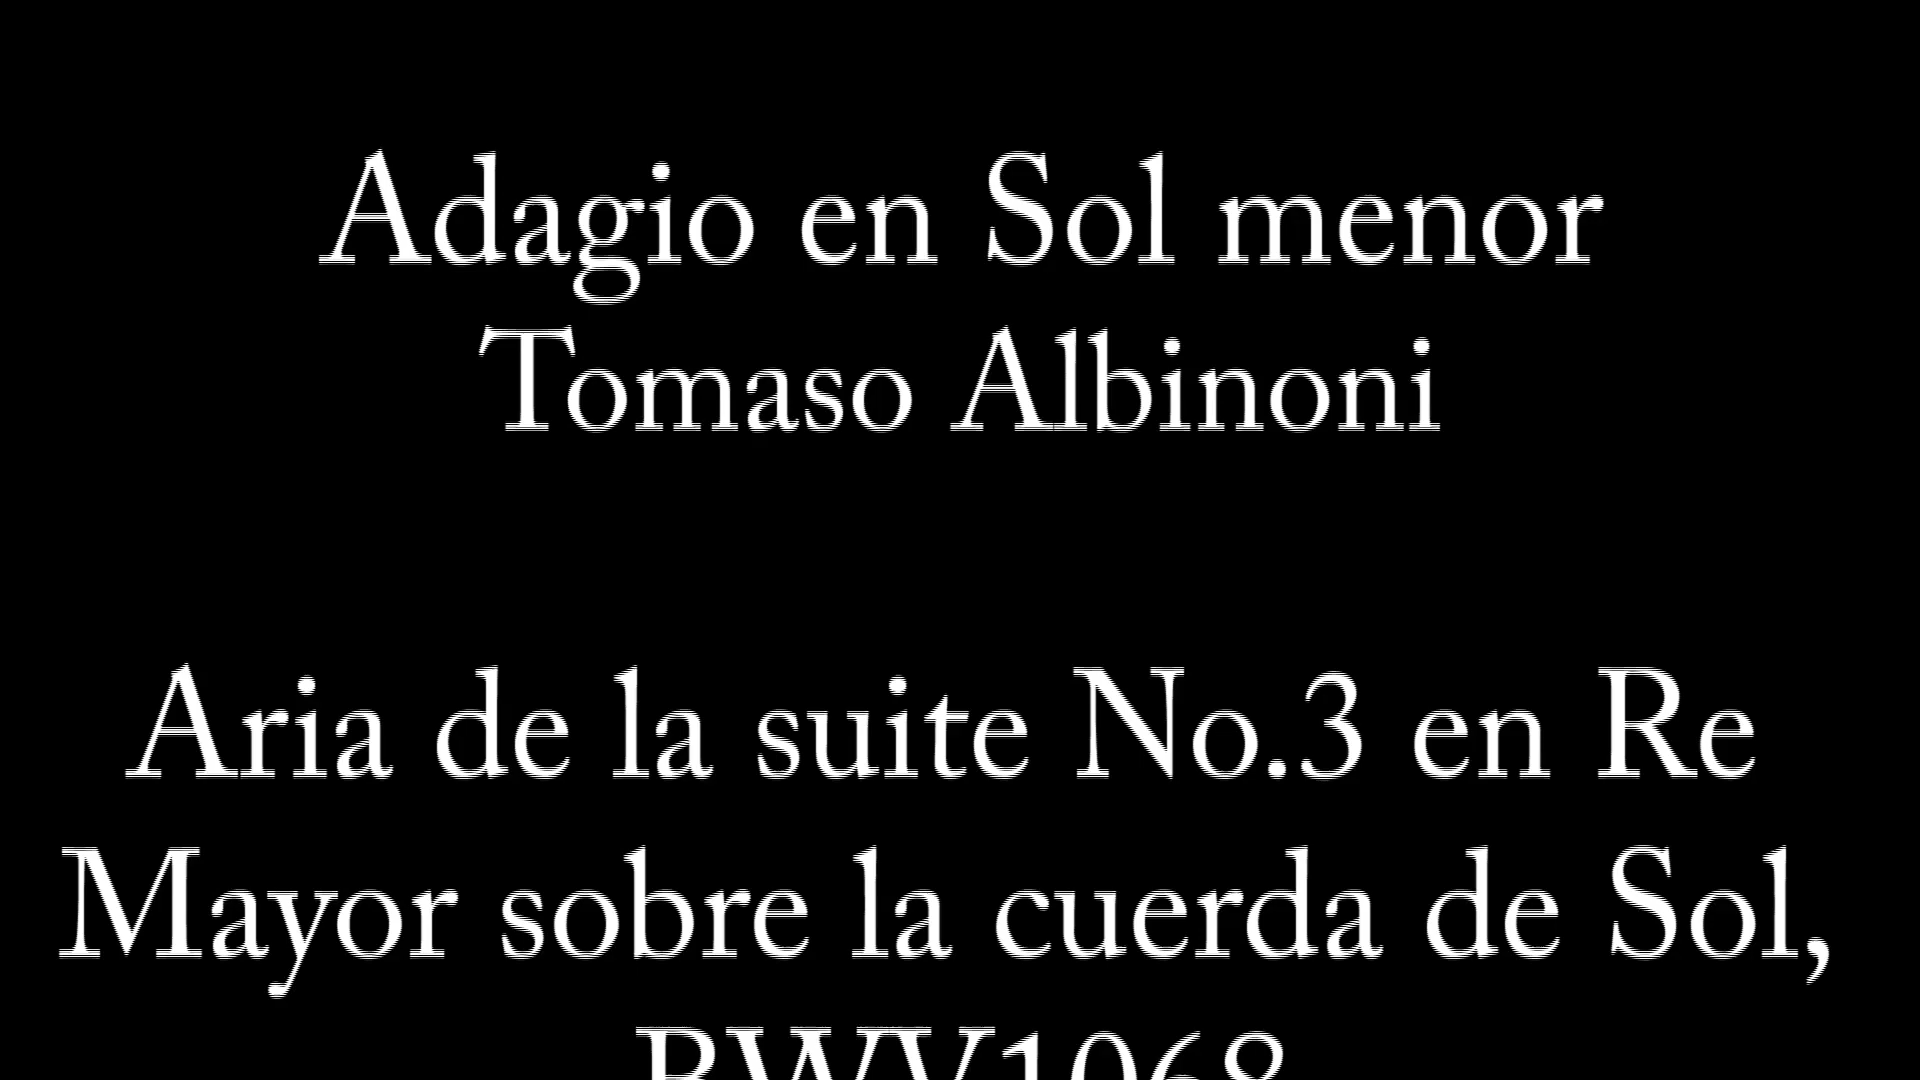 Adagio en Sol menor
Tomaso Albinoni
Aria de la suite No.3 en Re
Mayor sobre la cuerda de Sol,
BWV1068